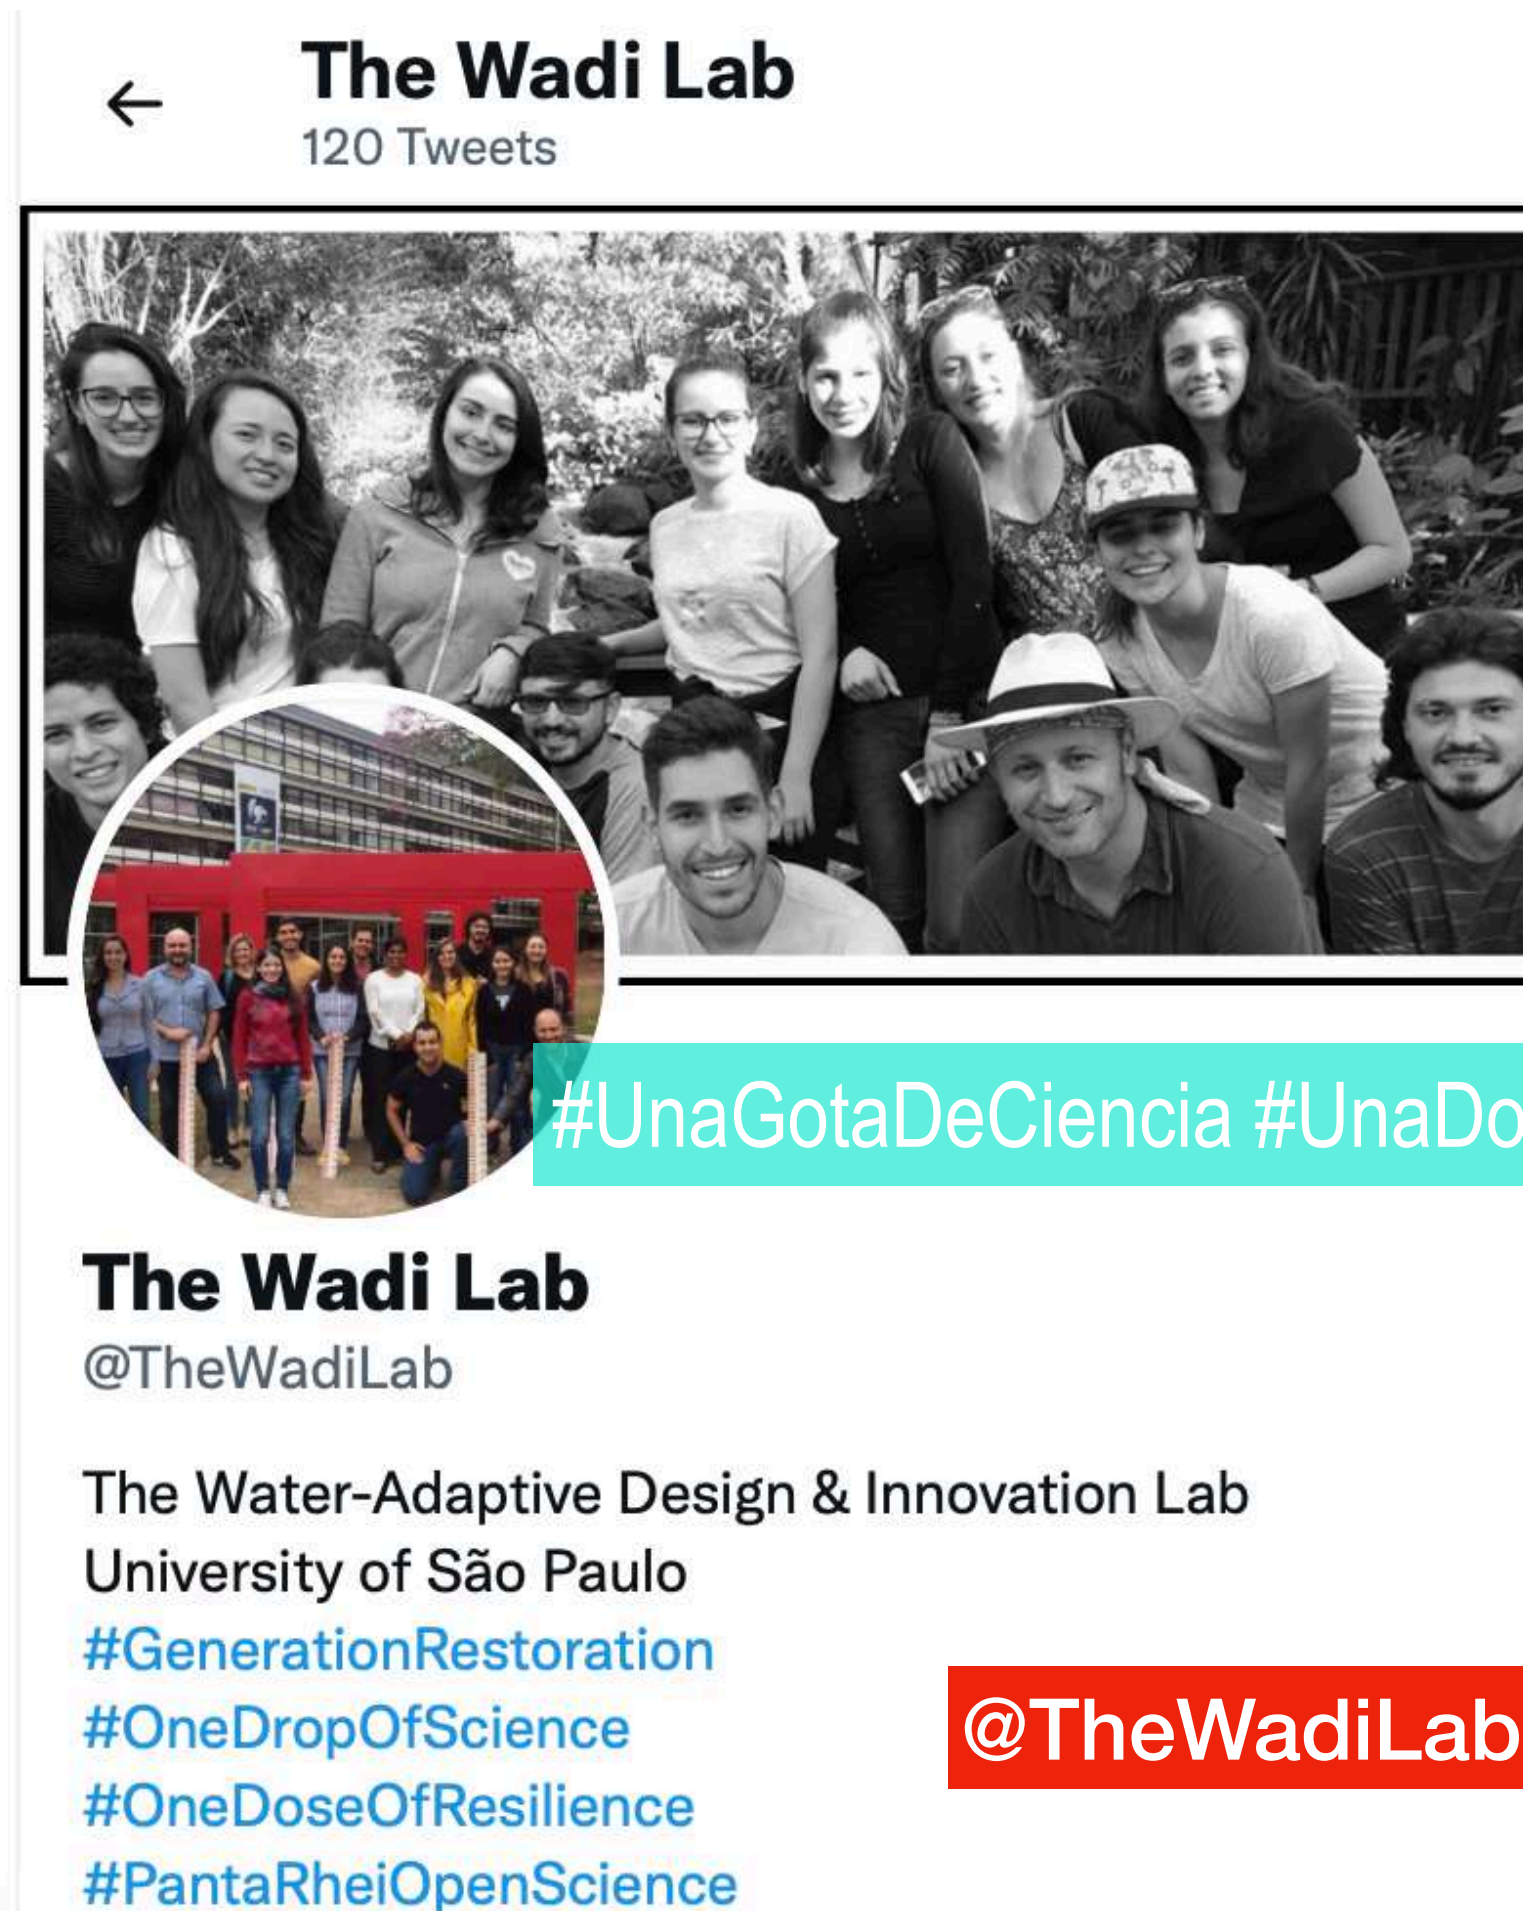 The Wadi Lab
120 Tweets
#UnaGotaDeCiencia #UnaDo
The Wadi Lab
@TheWadiLab
The Water-Adaptive Design & Innovation Lab
University of São Paulo
#GenerationRestoration
#OneDropOfScience
@TheWadiLab
#OneDoseOfResilience
#PantaRheiOpenScience